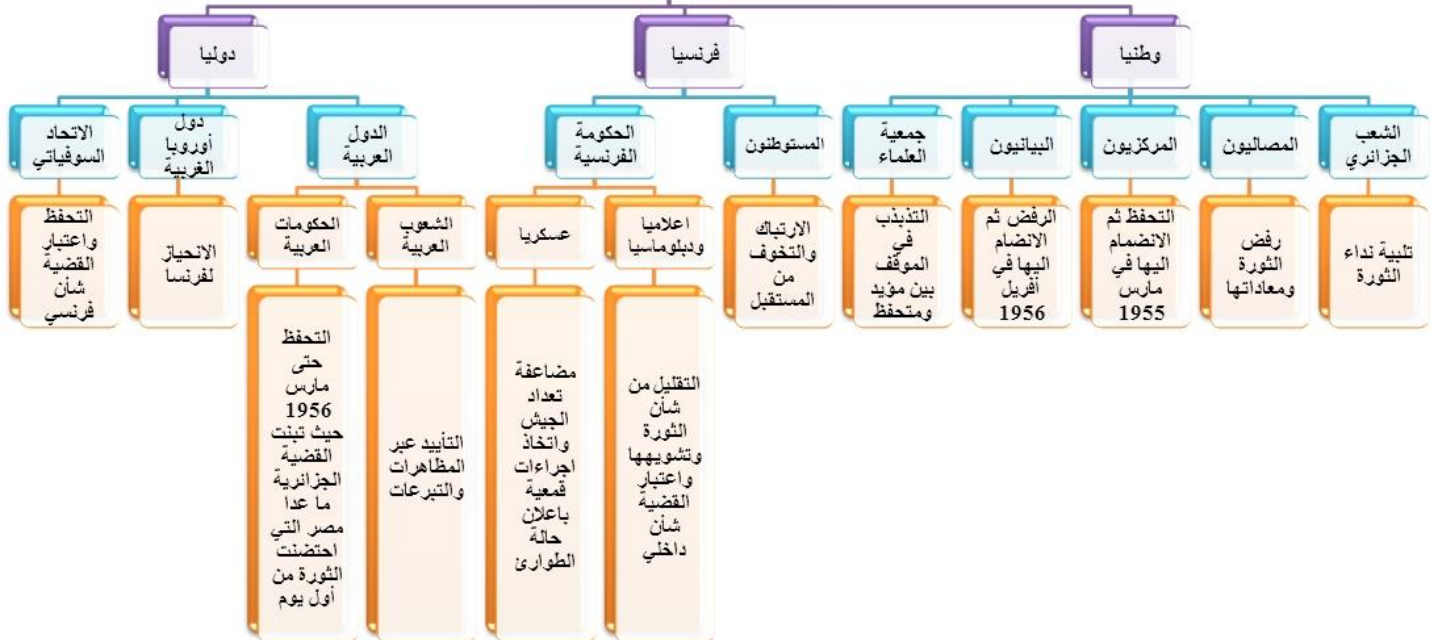 وطنيا
فرنسيا
دوليا
الشعب
الجزائري
المصاليون
المركزيون
البيانيون
جمعية
العلماء
المستوطنون
الحكومة
الفرنسية
الدول
العربية
دول
أوروبا
الغربية
الاتحاد
السوفياتي
تلبية نداء
الثورة
رفض
الثورة
ومعاداتها
التحفظ ثم
الانضمام
اليها في
مارس
1955
الرفض ثم
الانضام
اليها في
أفريل
1956
التذبذب
في
الموقف
بين مؤيد
ومتحفظ
الارتباك
والتخوف
من
المستقبل
اعلاميا
ودبلوماسيا
عسكريا
الشعوب
العربية
الحكومات
العربية
الانحياز
لفرنسا
التحفظ
واعتبار
القضية
شأن
فرنسي
التقليل من
شأن
الثورة
وتشويهها
واعتبار
القضية
شأن
داخلي
مضاعفة
تعداد
الجيش
واتخاذ
اجراءات
قمعية
باعلان
حالة
الطوارئ
التأييد عبر
المظاهرات
والتبرعات
التحفظ
حتى
مارس
1956
حيث تبنت
القضية
الجزائرية
ما عدا
مصر التي
احتضنت
الثورة من
أول يوم